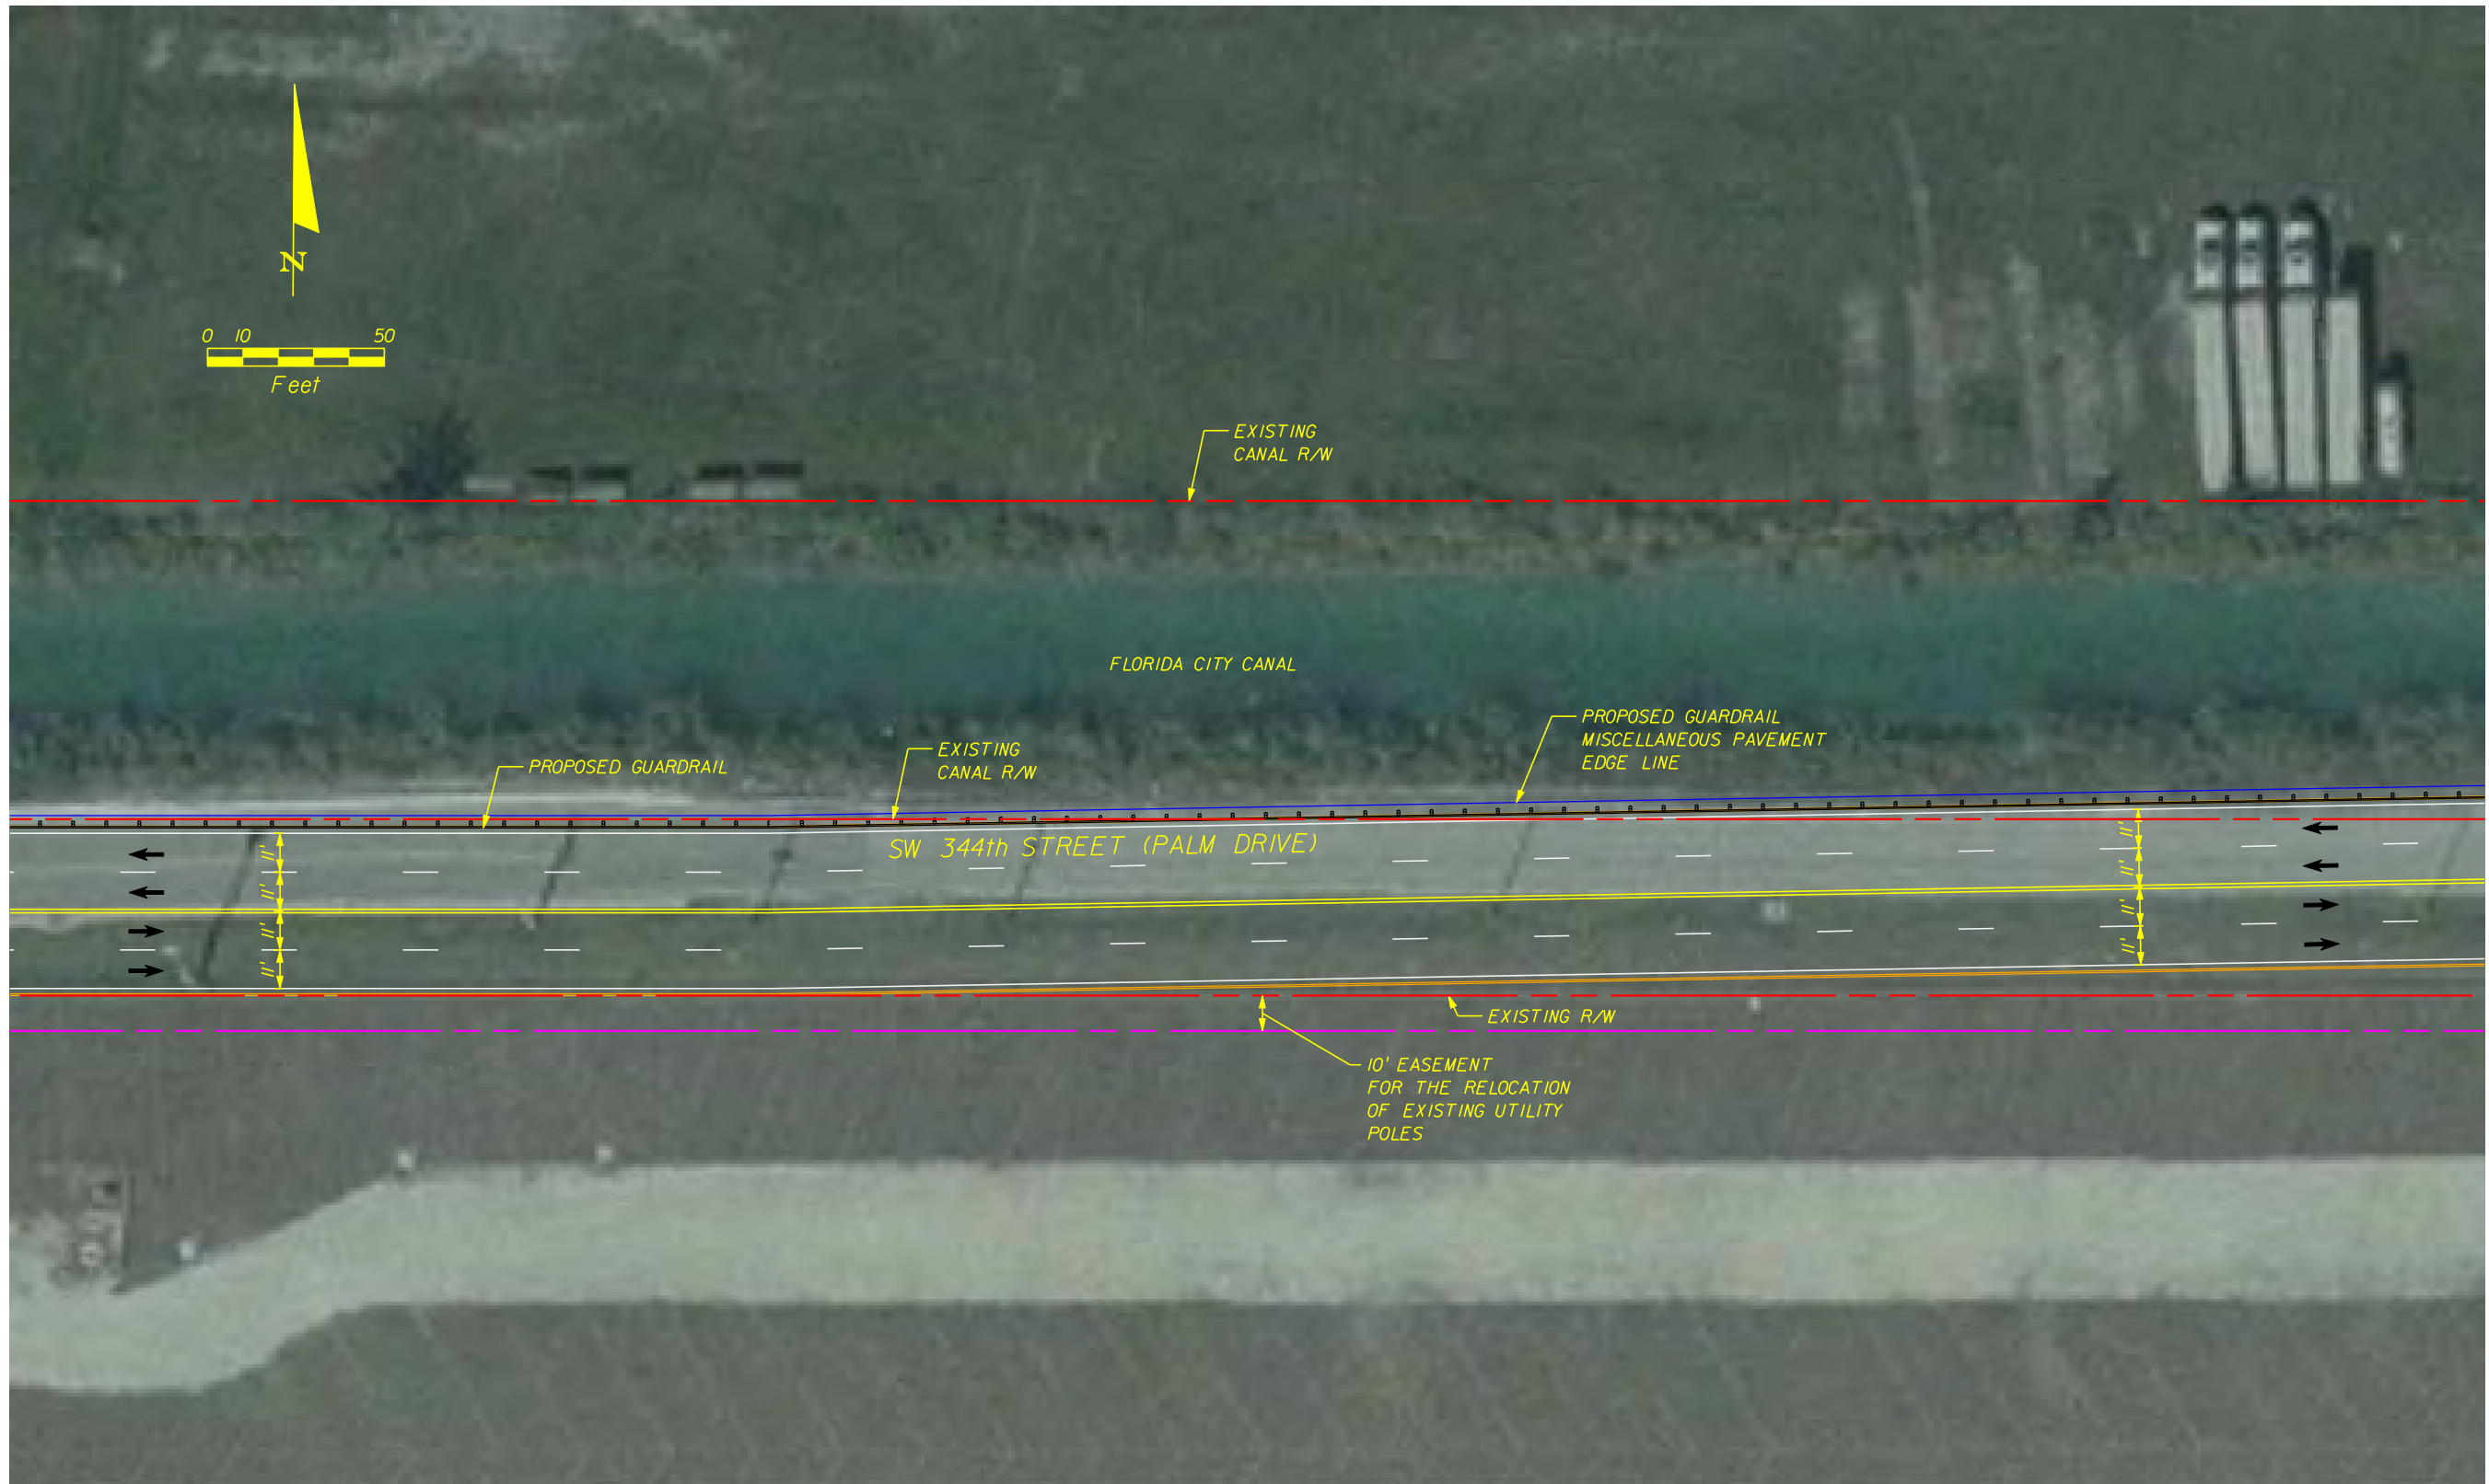 N
0 10 50
Feet
EXISTING
CANAL R/W
FLORIDA CITY CANAL
PROPOSED GUARDRAIL
MISCELLANEOUS PAVEMENT
EDGE LINE
EXISTING
CANAL R/W
PROPOSED GUARDRAIL
SW 344th STREET (PALM DRIVE)
11'
11'
11'
11'
11'
11'
11'
11'
EXISTING R/W
10' EASEMENT
FOR THE RELOCATION
OF EXISTING UTILITY
POLES